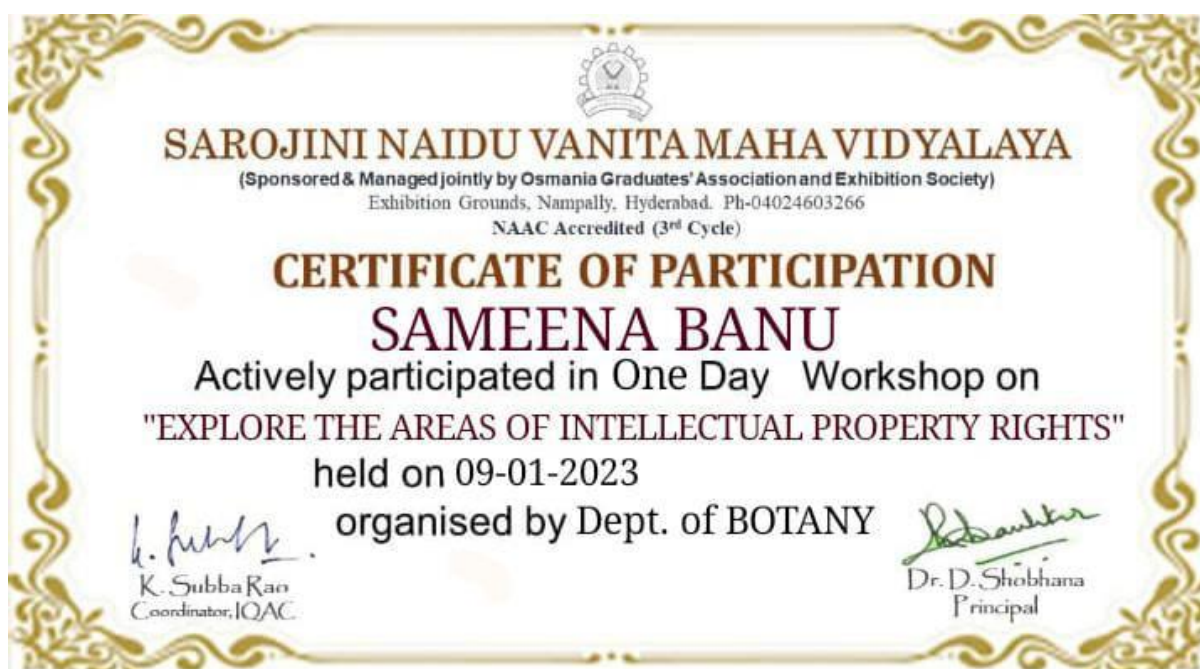 SAROJINI NAIDU VANITA MAHA VIDYALAYA
(Sponsored & Managed jointly by Osmania Graduates' Association and Exhibition Society)
Exhibition Grounds, Nampally, Hyderabad. Ph-04024603266
NAAC Accredited (3rd Cycle)
CERTIFICATE OF PARTICIPATION
SAMEENA BANU
Actively participated in One Day Workshop on
"EXPLORE THE AREAS OF INTELLECTUAL PROPERTY RIGHTS"
held on 09-01-2023
organised by Dept. of BOTANY
K. Subba Rao
Coordinator, IQAC
Dr. D. Shobhana
Principal